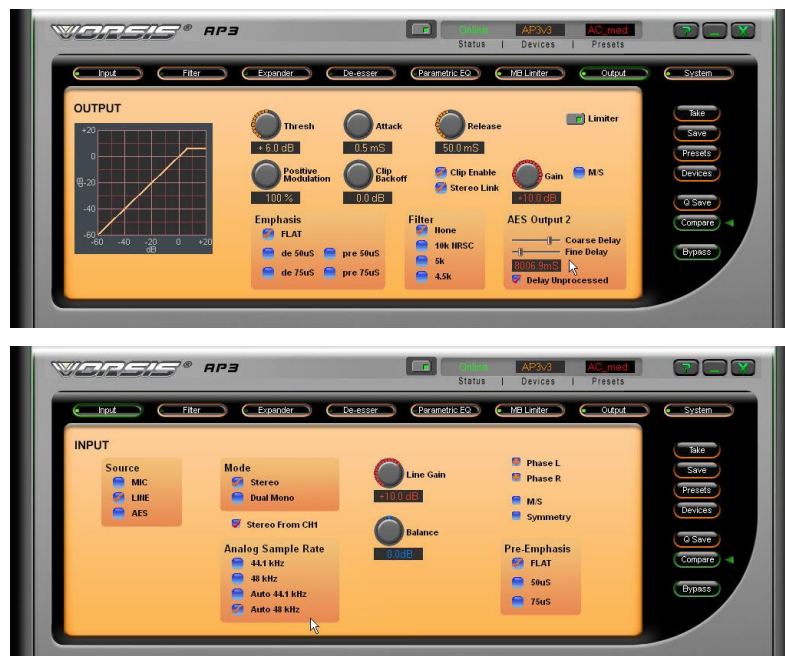 VORSIS® AP3
Online AP3v3 AC_med
Status | Devices | Presets
? _ X
Input Filter Expander De-esser Parametric EQ MB Limiter Output System
OUTPUT
+20
0
-20
-40
-60
dB
-60 -40 -20 0 +20
dB
Thresh Attack Release Limiter
+ 6.0 dB 0.5 mS 50.0 mS
Positive Modulation Clip Backoff Clip Enable Gain M/S
Stereo Link
100 % 0.0 dB +10.0 dB
Emphasis Filter AES Output 2
FLAT None
de 50uS pre 50uS 10k NRSC Coarse Delay
5k Fine Delay
de 75uS pre 75uS 4.5k 8006.9mS
Delay Unprocessed
Take
Save
Presets
Devices
Q Save
Compare
Bypass
VORSIS® AP3
Online AP3v3 AC_med
Status | Devices | Presets
? _ X
Input Filter Expander De-esser Parametric EQ MB Limiter Output System
INPUT
Source Mode
MIC Stereo Line Gain Phase L
LINE Dual Mono Phase R
AES +10.0 dB M/S
Stereo From CH1 Symmetry
Balance
Analog Sample Rate 0.0dB Pre-Emphasis
44.1 kHz FLAT
48 kHz 50uS
Auto 44.1 kHz 75uS
Auto 48 kHz
Take
Save
Presets
Devices
Q Save
Compare
Bypass